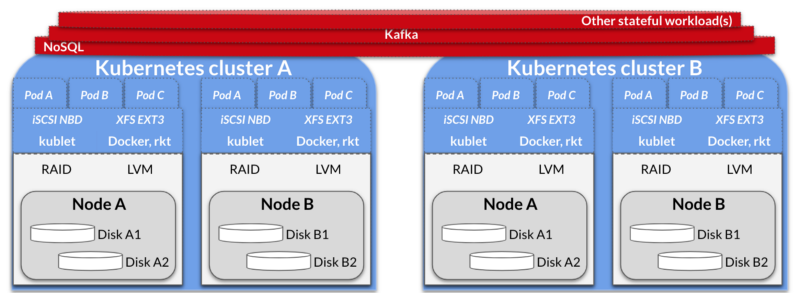 Other stateful workload(s)
Kafka
NoSQL
Kubernetes cluster A
Kubernetes cluster B
Pod A Pod B Pod C Pod A Pod B Pod C Pod A Pod B Pod C Pod A Pod B Pod C
iSCSI NBD XFS EXT3 iSCSI NBD XFS EXT3 iSCSI NBD XFS EXT3 iSCSI NBD XFS EXT3
kublet Docker, rkt kublet Docker, rkt kublet Docker, rkt kublet Docker, rkt
RAID LVM RAID LVM RAID LVM RAID LVM
Node A Node B Node A Node B
Disk A1 Disk B1 Disk A1 Disk B1
Disk A2 Disk B2 Disk A2 Disk B2